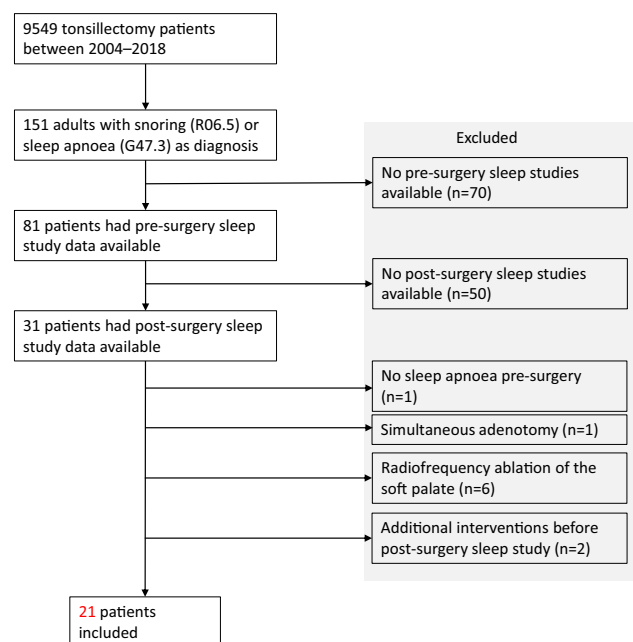 9549 tonsillectomy patients
between 2004–2018
151 adults with snoring (R06.5) or
sleep apnoea (G47.3) as diagnosis
Excluded
No pre-surgery sleep studies
available (n=70)
81 patients had pre-surgery sleep
study data available
No post-surgery sleep studies
available (n=50)
31 patients had post-surgery sleep
study data available
No sleep apnoea pre-surgery
(n=1)
Simultaneous adenotomy (n=1)
Radiofrequency ablation of the
soft palate (n=6)
Additional interventions before
post-surgery sleep study (n=2)
21 patients
included